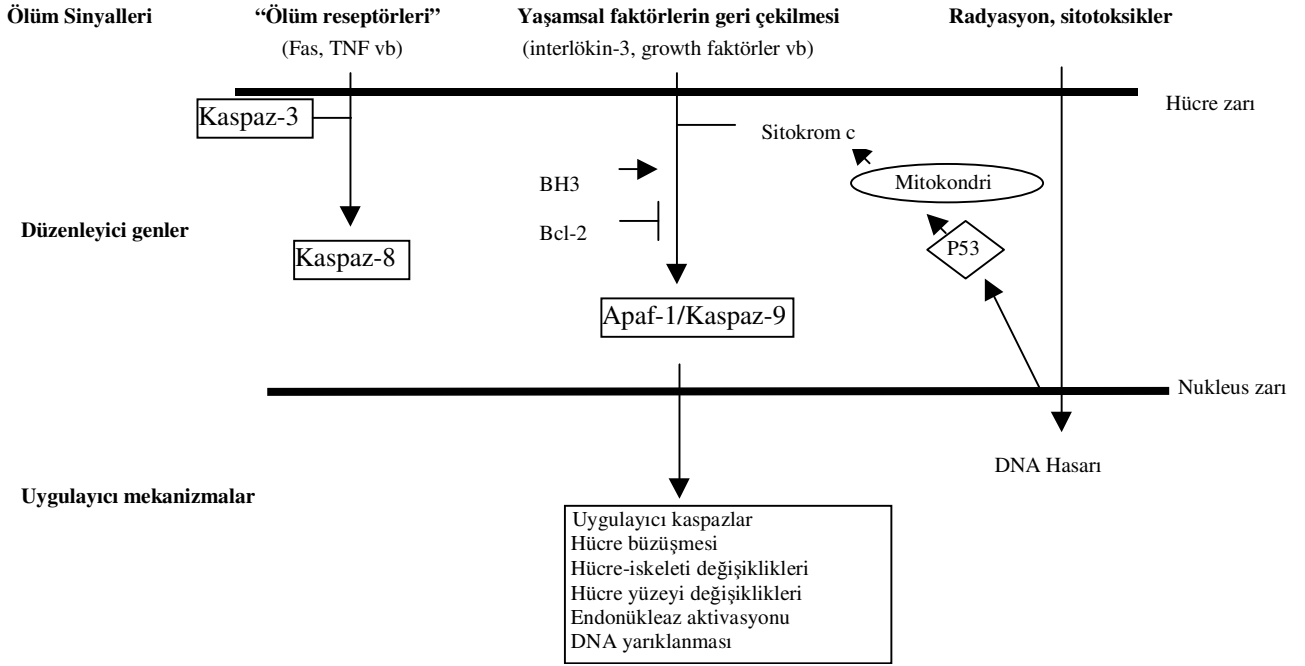 Ölüm Sinyalleri “Ölüm reseptörleri” Yaşamsal faktörlerin geri çekilmesi Radyasyon, sitotoksikler
(Fas, TNF vb) (interlökin-3, growth faktörler vb)
Hücre zarı
Kaspaz-3
Sitokrom c
BH3
Mitokondri
Düzenleyici genler
Bcl-2
P53
Kaspaz-8
Apaf-1/Kaspaz-9
Nukleus zarı
DNA Hasarı
Uygulayıcı mekanizmalar
Uygulayıcı kaspazlar
Hücre büzüşmesi
Hücre-iskeleti değişiklikleri
Hücre yüzeyi değişiklikleri
Endonükleaz aktivasyonu
DNA yarıklanması